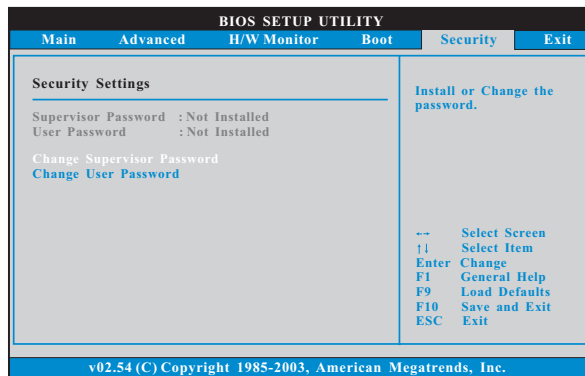 BIOS SETUP UTILITY
Main Advanced H/W Monitor Boot Security Exit
Security Settings
Supervisor Password : Not Installed
User Password : Not Installed
Change Supervisor Password
Change User Password
Install or Change the
password.
←→ Select Screen
↑↓ Select Item
Enter Change
F1 General Help
F9 Load Defaults
F10 Save and Exit
ESC Exit
v02.54 (C) Copyright 1985-2003, American Megatrends, Inc.